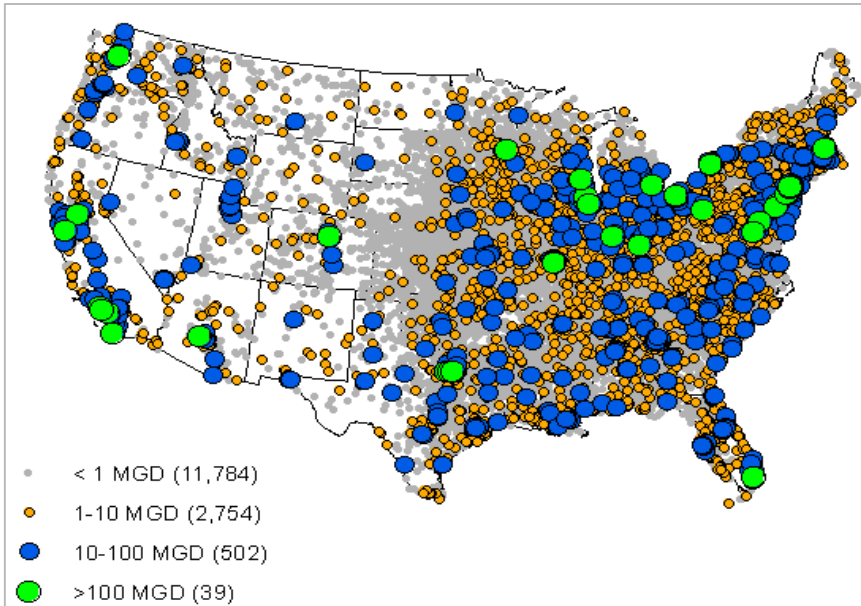 < 1 MGD (11,784)
1-10 MGD (2,754)
10-100 MGD (502)
>100 MGD (39)